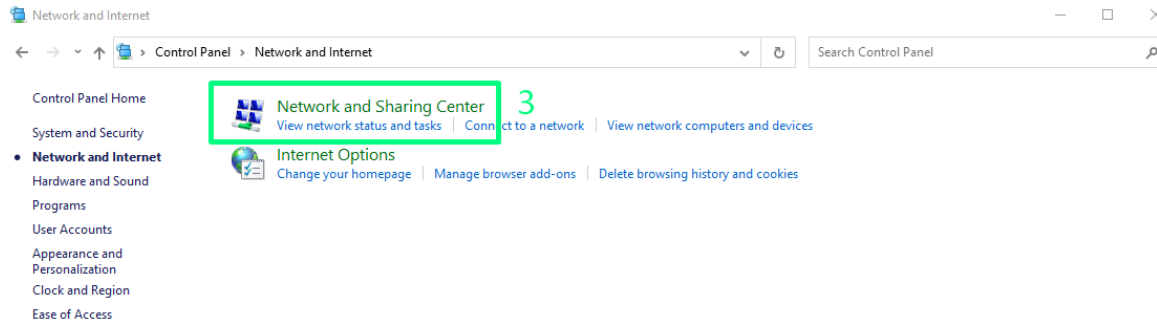 Network and Internet
Control Panel > Network and Internet
Search Control Panel
Control Panel Home
System and Security
Network and Internet
Hardware and Sound
Programs
User Accounts
Appearance and
Personalization
Clock and Region
Ease of Access
Network and Sharing Center
3
View network status and tasks | Connect to a network | View network computers and devices
Internet Options
Change your homepage | Manage browser add-ons | Delete browsing history and cookies